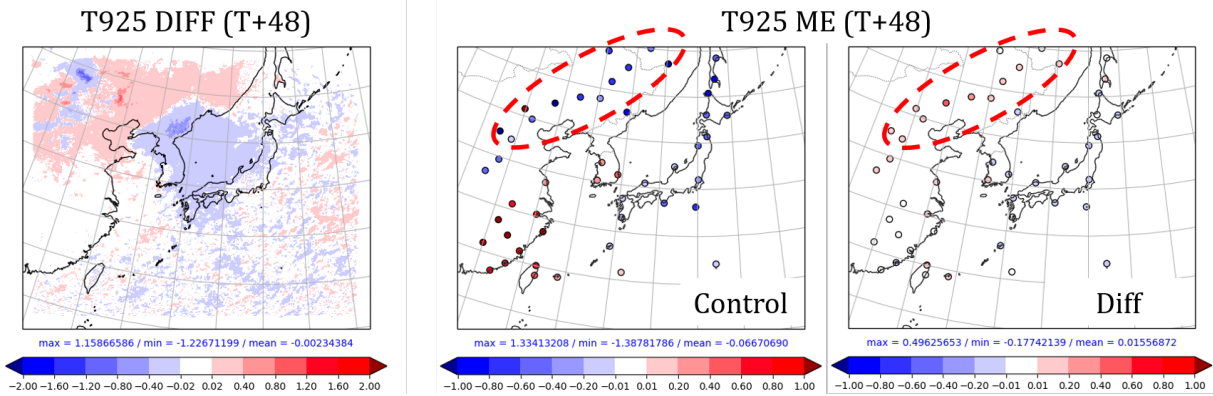 T925 DIFF (T+48)
T925 ME (T+48)
Control
Diff
max = 1.15866586 / min = -1.22671199 / mean = -0.00234384
max = 1.33413208 / min = -1.38781786 / mean = -0.06670690
max = 0.49625653 / min = -0.17742139 / mean = 0.01556872
−2.00 −1.60 −1.20 −0.80 −0.40 −0.02 0.02 0.40 0.80 1.20 1.60 2.00
−1.00 −0.80 −0.60 −0.40 −0.20 −0.01 0.01 0.20 0.40 0.60 0.80 1.00
−1.00 −0.80 −0.60 −0.40 −0.20 −0.01 0.01 0.20 0.40 0.60 0.80 1.00